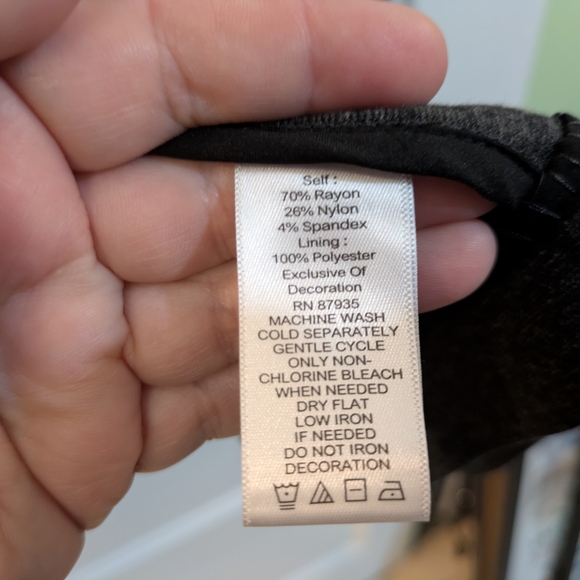 Self :
70% Rayon
26% Nylon
4% Spandex
Lining :
100% Polyester
Exclusive Of
Decoration
RN 87935
MACHINE WASH
COLD SEPARATELY
GENTLE CYCLE
ONLY NON-
CHLORINE BLEACH
WHEN NEEDED
DRY FLAT
LOW IRON
IF NEEDED
DO NOT IRON
DECORATION